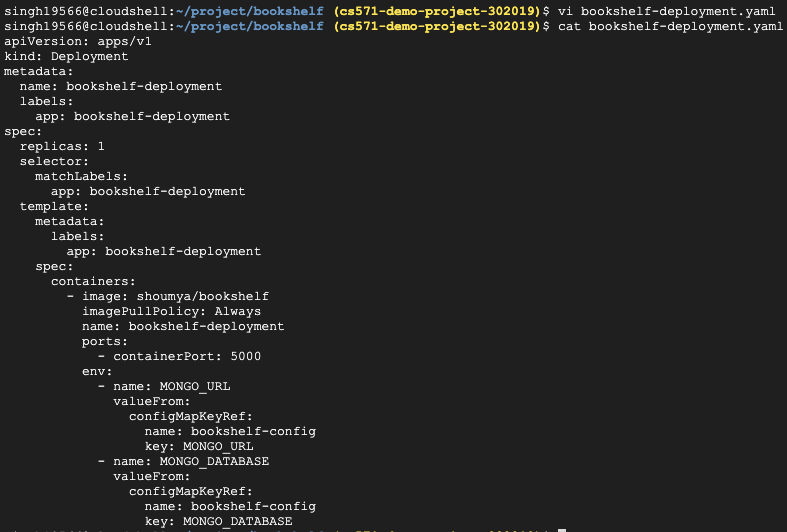 singh19566@cloudshell:~/project/bookshelf (cs571-demo-project-302019)$ vi bookshelf-deployment.yaml
singh19566@cloudshell:~/project/bookshelf (cs571-demo-project-302019)$ cat bookshelf-deployment.yaml
apiVersion: apps/v1
kind: Deployment
metadata:
  name: bookshelf-deployment
  labels:
    app: bookshelf-deployment
spec:
  replicas: 1
  selector:
    matchLabels:
      app: bookshelf-deployment
  template:
    metadata:
      labels:
        app: bookshelf-deployment
    spec:
      containers:
        - image: shoumya/bookshelf
          imagePullPolicy: Always
          name: bookshelf-deployment
          ports:
            - containerPort: 5000
          env:
            - name: MONGO_URL
              valueFrom:
                configMapKeyRef:
                  name: bookshelf-config
                  key: MONGO_URL
            - name: MONGO_DATABASE
              valueFrom:
                configMapKeyRef:
                  name: bookshelf-config
                  key: MONGO_DATABASE